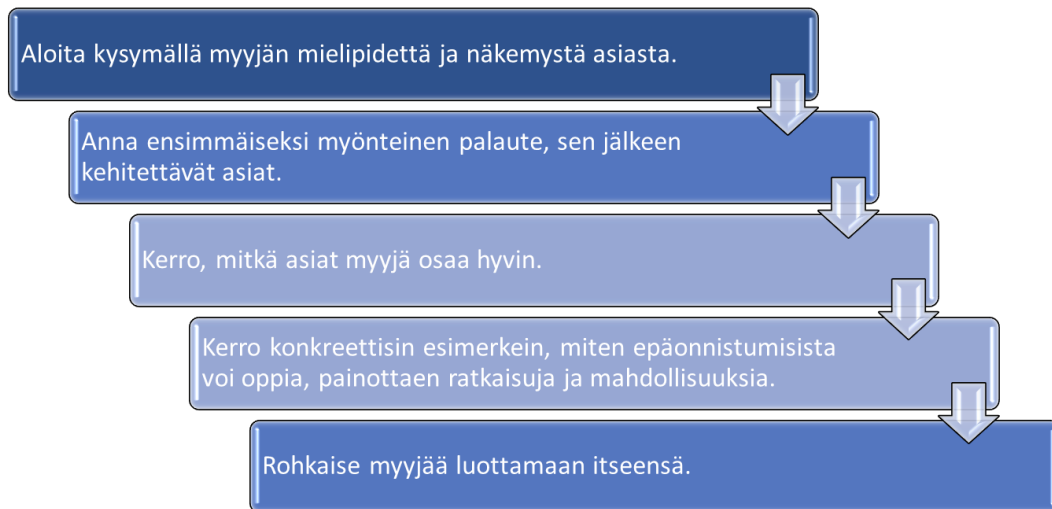 Aloita kysymällä myyjän mielipidettä ja näkemystä asiasta.
Anna ensimmäiseksi myönteinen palaute, sen jälkeen
kehitettävät asiat.
Kerro, mitkä asiat myyjä osaa hyvin.
Kerro konkreettisin esimerkein, miten epäonnistumisista
voi oppia, painottaen ratkaisuja ja mahdollisuuksia.
Rohkaise myyjää luottamaan itseensä.